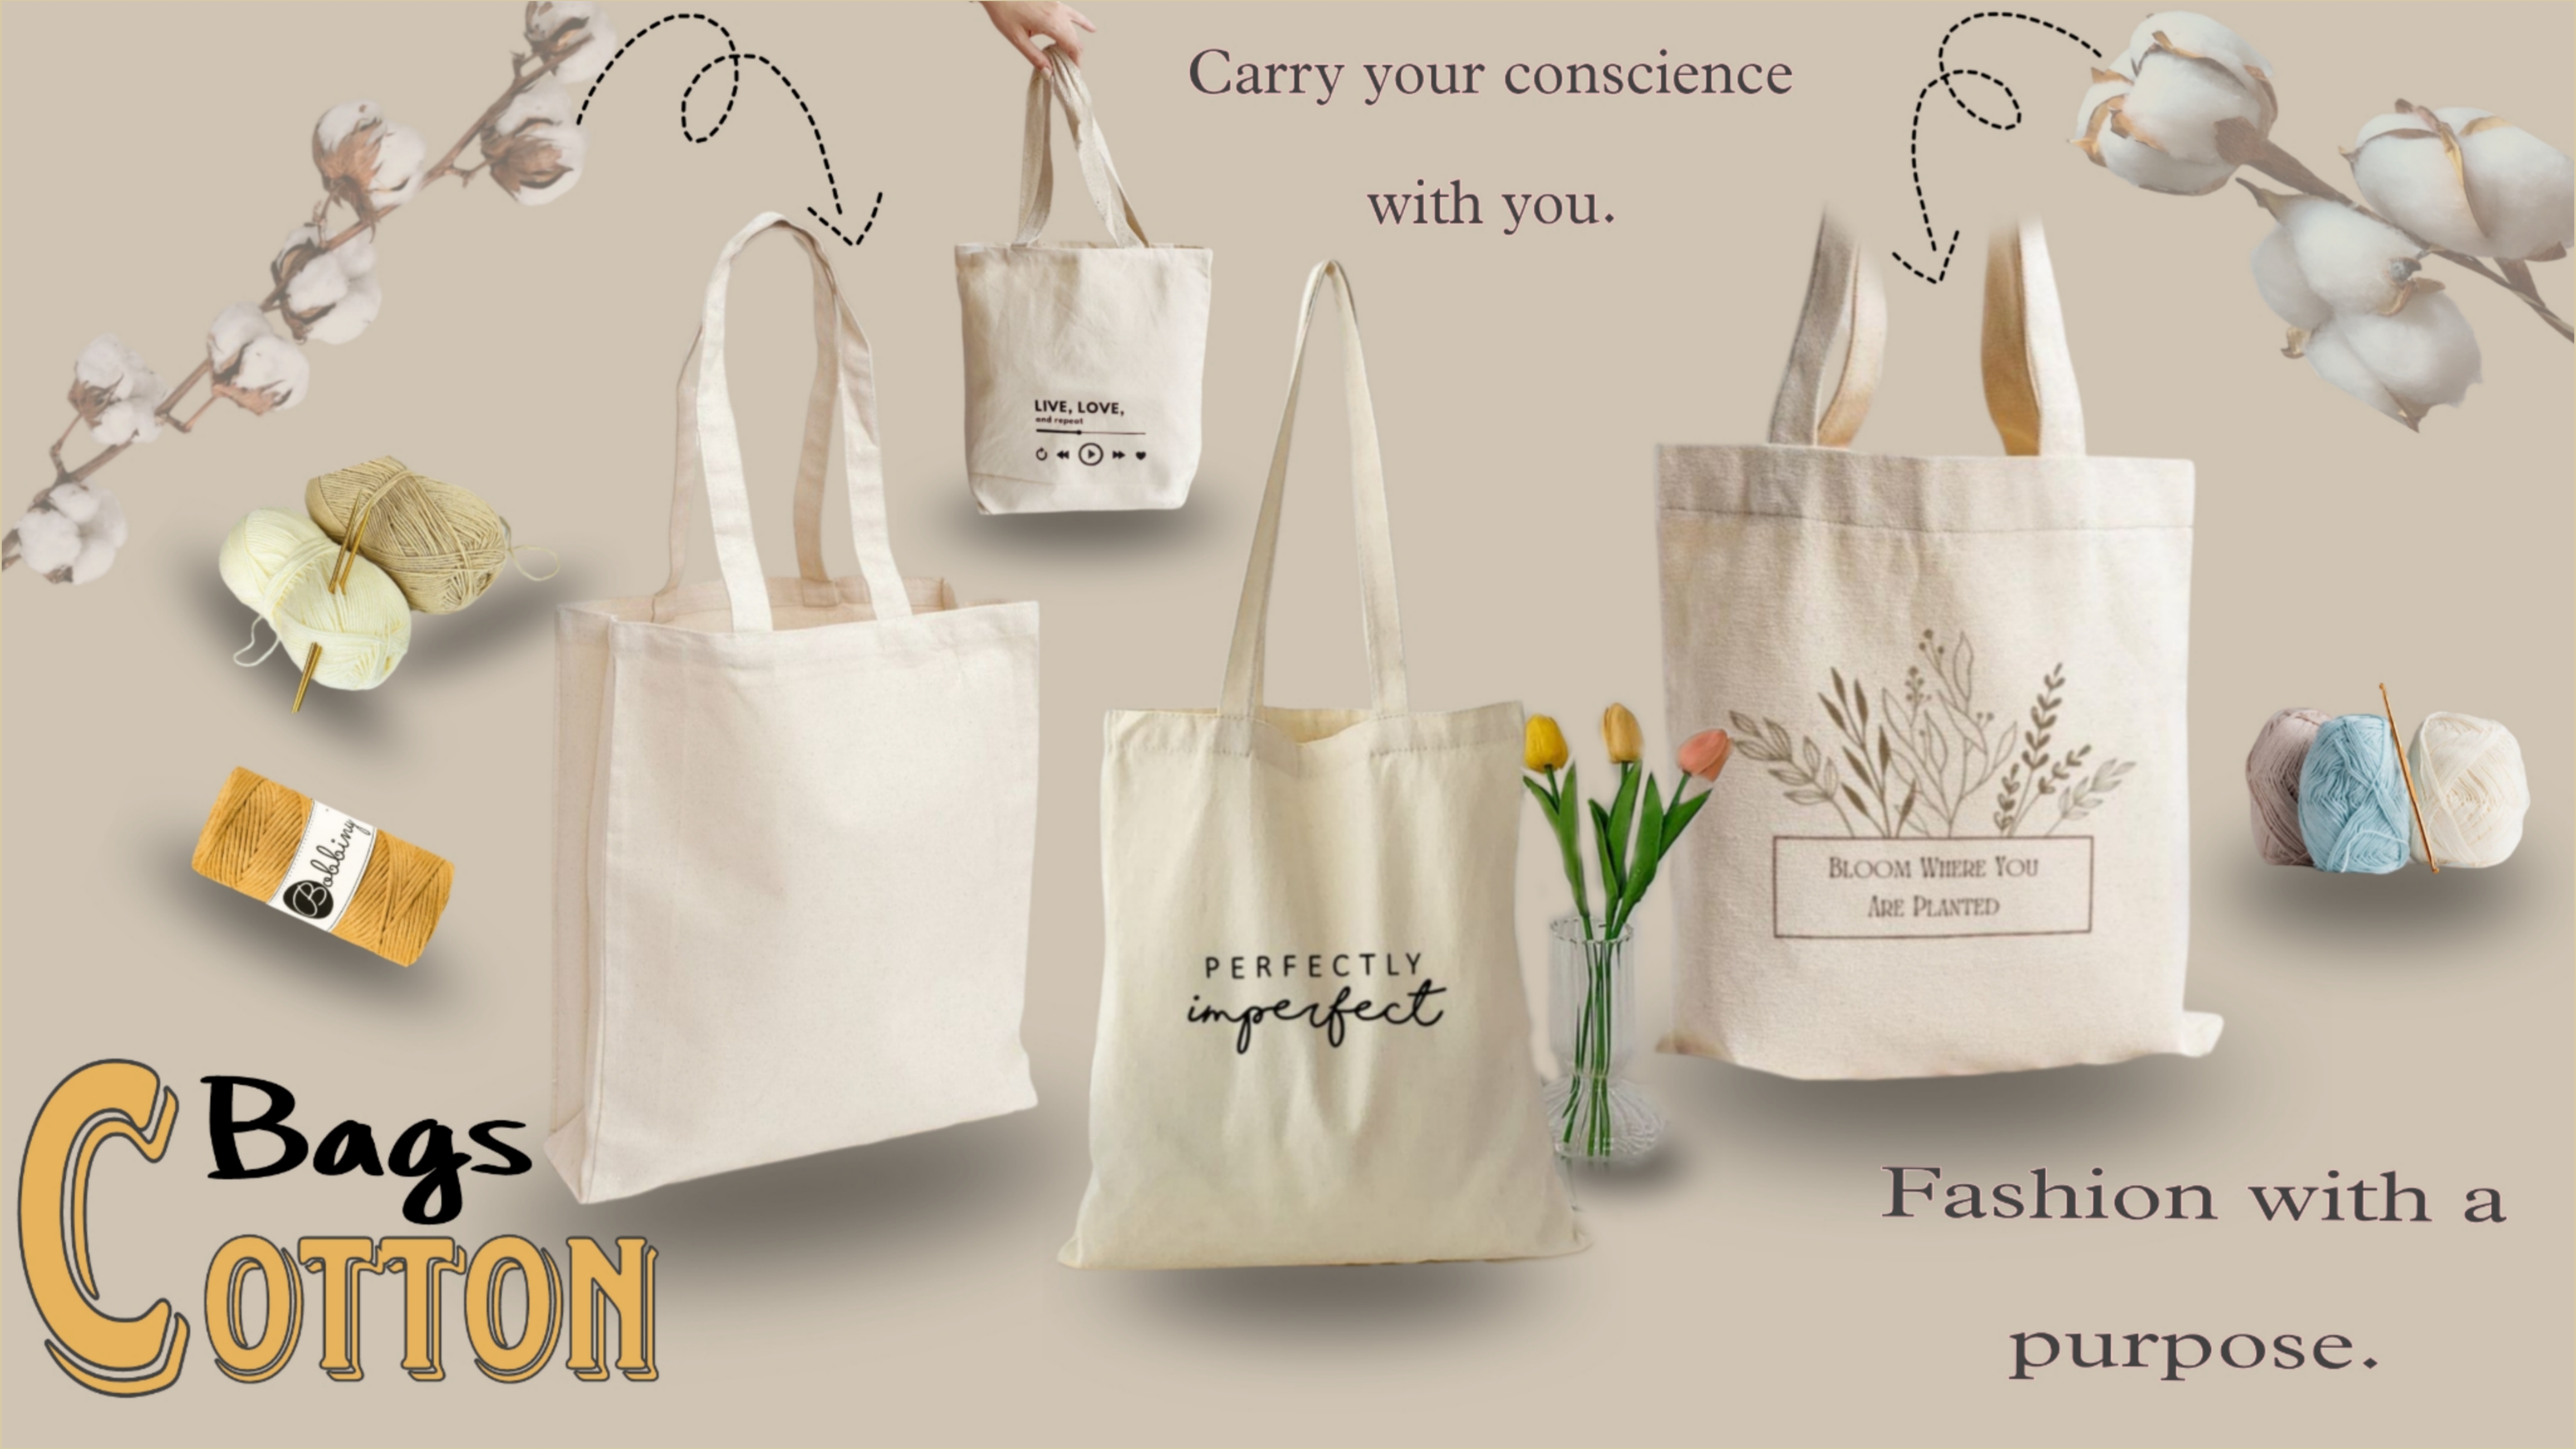 Carry your conscience
with you.
LIVE, LOVE,
and repeat
PERFECTLY
imperfect
BLOOM WHERE YOU
ARE PLANTED
Bobbiny
Bags
COTTON
Fashion with a
purpose.